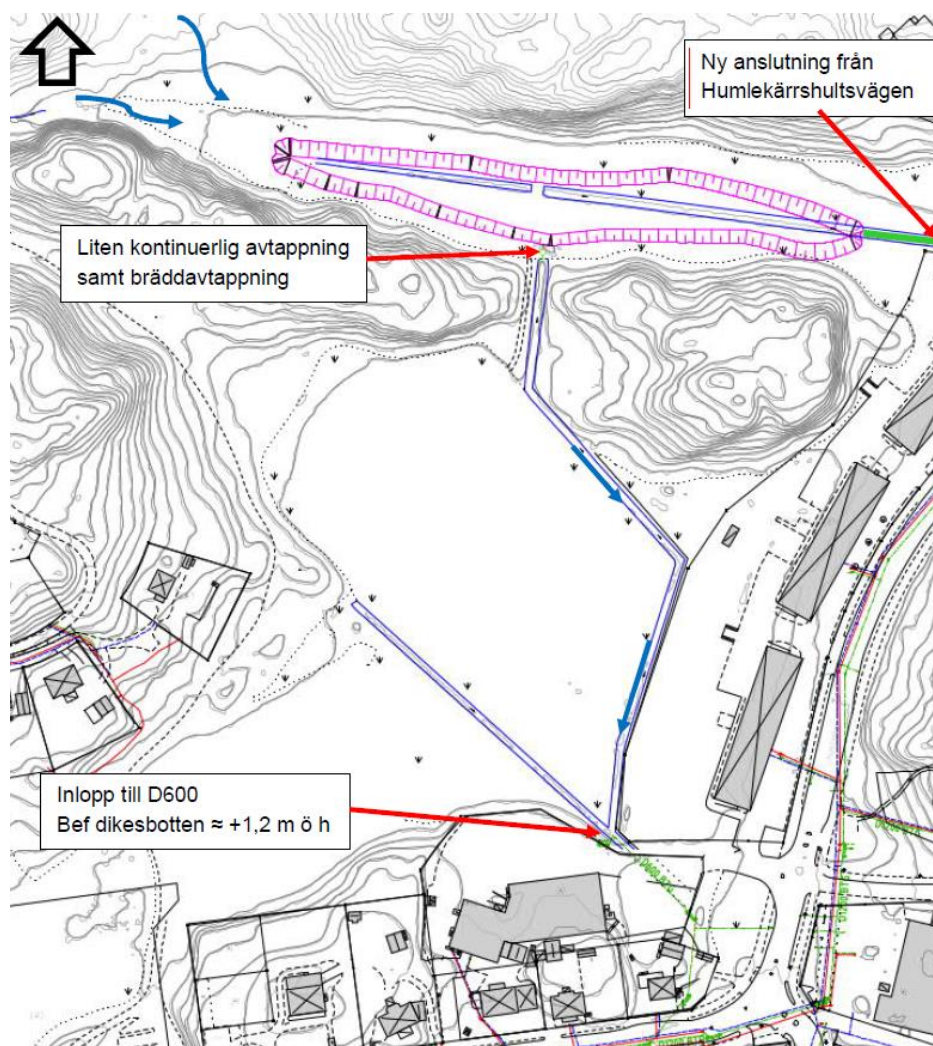 Ny anslutning från
Humlekärrshultsvägen
Liten kontinuerlig avtappning
samt bräddavtappning
Inlopp till D600
Bef dikesbotten ≈ +1,2 m ö h